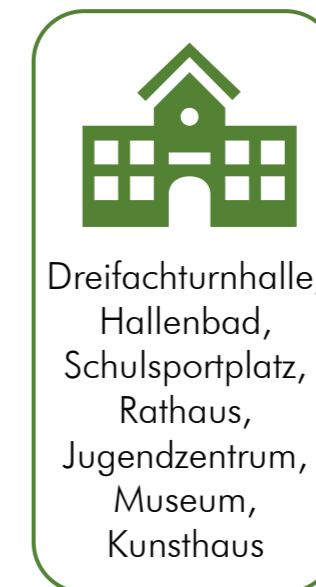 Dreifachturnhalle,
Hallenbad,
Schulsportplatz,
Rathaus,
Jugendzentrum,
Museum,
Kunsthaus